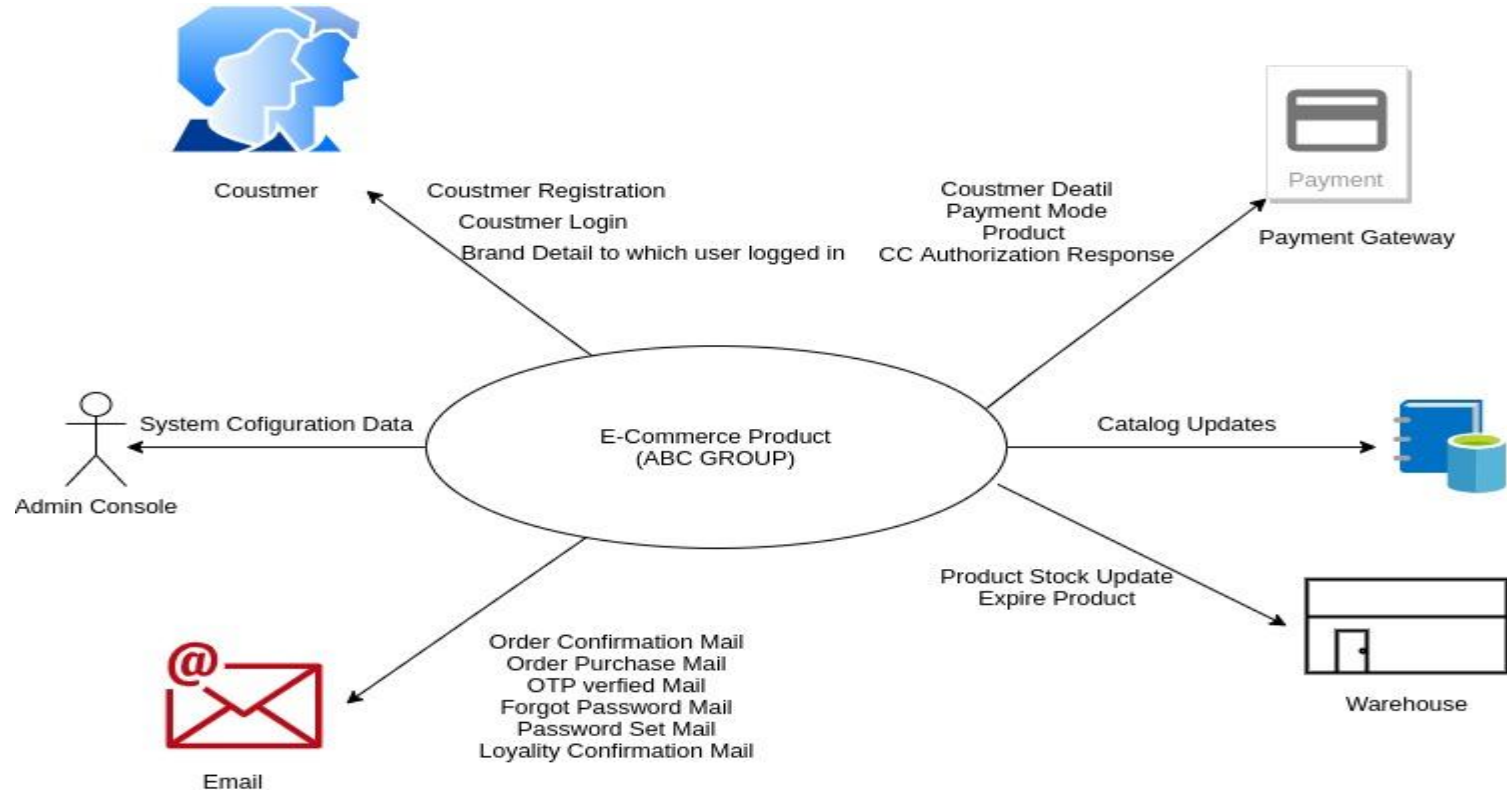 Coustmer
Coustmer Registration
Coustmer Login
Brand Detail to which user logged in
Coustmer Deatil
Payment Mode
Product
CC Authorization Response
Payment
Payment Gateway
System Cofiguration Data
Admin Console
E-Commerce Product
(ABC GROUP)
Catalog Updates
Product Stock Update
Expire Product
Warehouse
Order Confirmation Mail
Order Purchase Mail
OTP verfied Mail
Forgot Password Mail
Password Set Mail
Loyality Confirmation Mail
@
Email